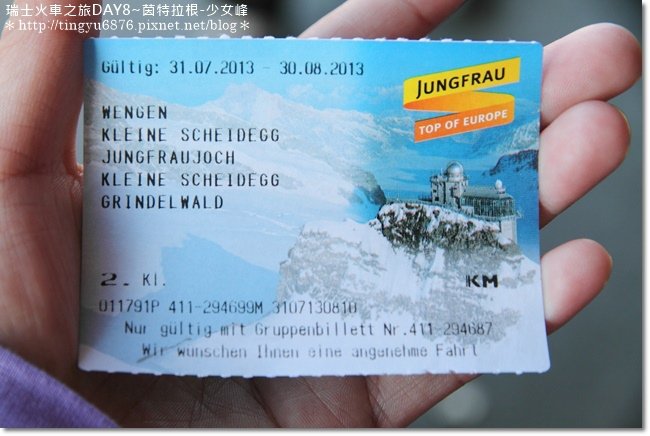 瑞士火車之旅DAY8~茵特拉根-少女峰
*http://tingyu6876.pixnet.net/blog*
Gültig: 31.07.2013 - 30.08.2013
JUNGFRAU
TOP OF EUROPE
WENGEN
KLEINE SCHEIDEGG
JUNGFRAUJOCH
KLEINE SCHEIDEGG
GRINDELWALD
2. Kl. KM
011791P 411-294699M 3107130810
Nur gültig mit Gruppenbillett Nr.411-294687
Wir wünschen Ihnen eine angenehme Fahrt